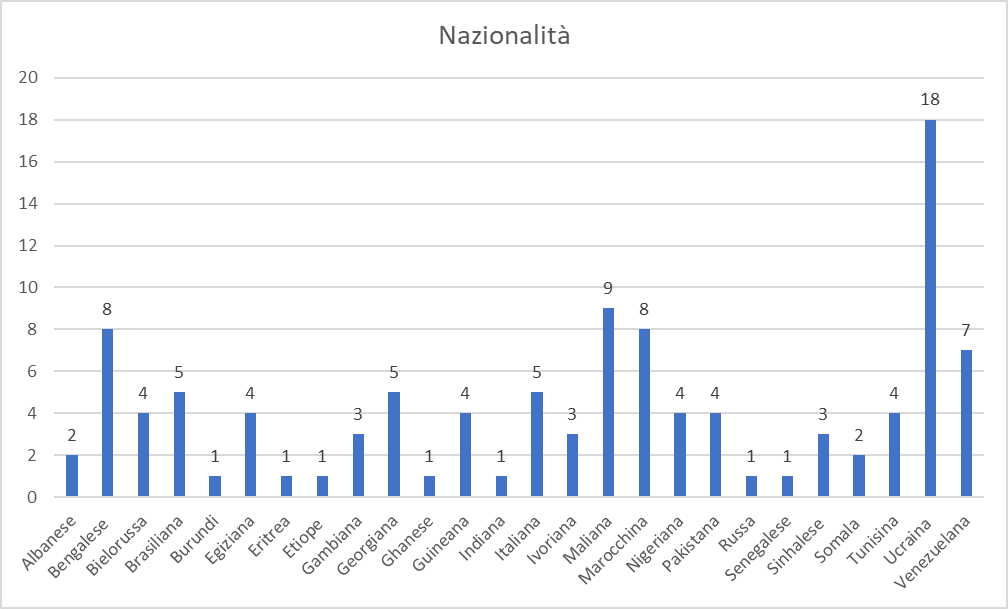 Nazionalità
20
18
16
14
12
10
8
6
4
2
0
2
8
4
5
1
4
1
1
3
5
1
4
1
5
3
9
8
4
4
1
1
3
2
4
18
7
Albanese
Bengalese
Bielorussa
Brasiliana
Burundi
Egiziana
Eritrea
Etiope
Gambiana
Georgiana
Ghanese
Guineana
Indiana
Italiana
Ivoriana
Maliana
Marocchina
Nigeriana
Pakistana
Russa
Senegalese
Sinhalese
Somala
Tunisina
Ucraina
Venezuelana